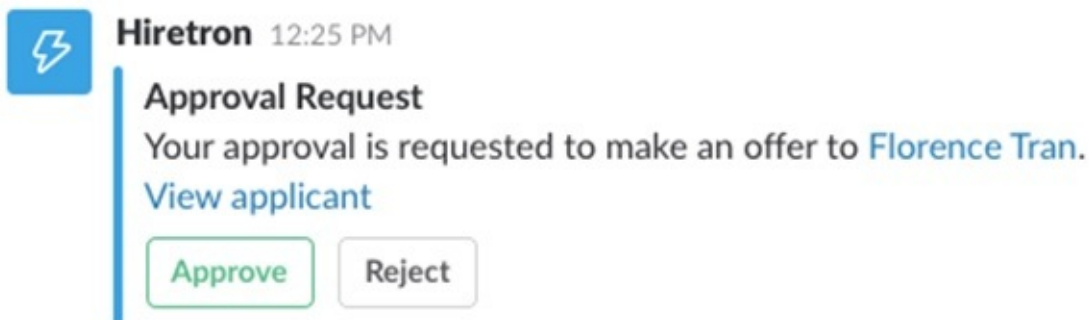 Hiretron 12:25 PM
Approval Request
Your approval is requested to make an offer to Florence Tran.
View applicant
Approve Reject